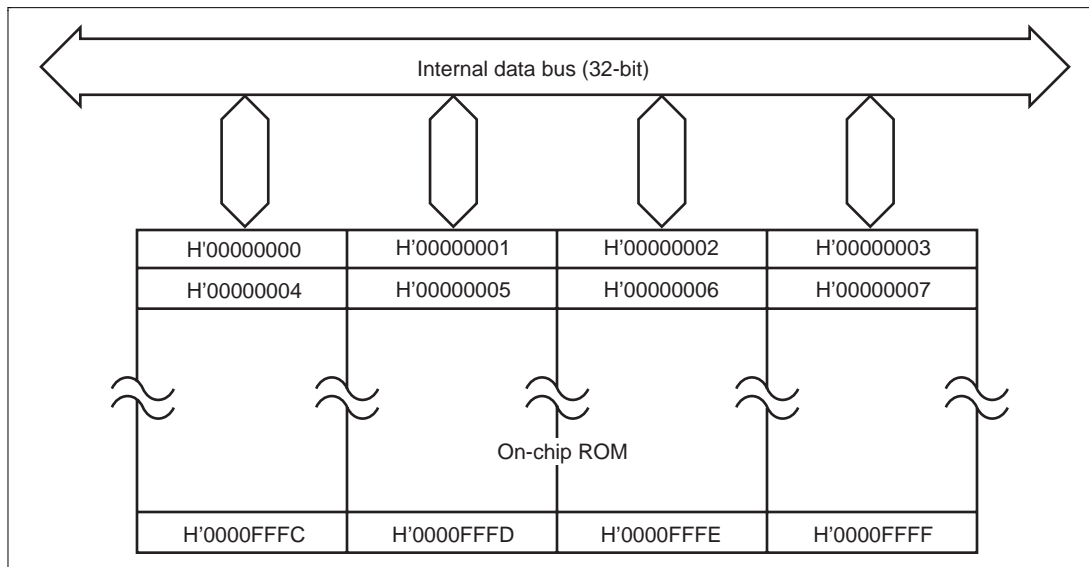 Internal data bus (32-bit)
H'00000000 H’00000001 H’00000002 H’00000003
H’00000004 H’00000005 H’00000006 H’00000007
On-chip ROM
H’0000FFFC H’0000FFFD H’0000FFFE H’0000FFFF